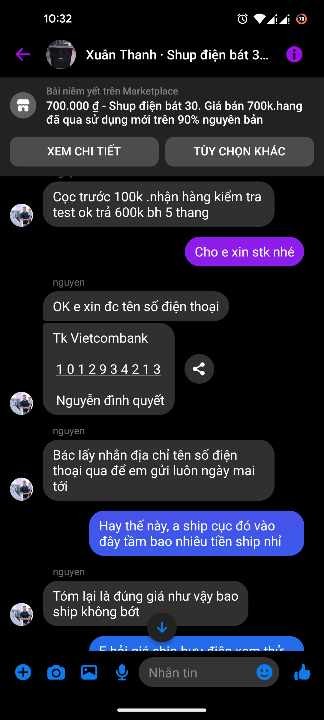 10:32
Xuân Thanh · Shup điện bát 3...
Bài niêm yết trên Marketplace
700.000 ₫ - Shup điện bát 30. Giá bán 700k.hang
đã qua sử dụng mới trên 90% nguyên bản
XEM CHI TIẾT
TÙY CHỌN KHÁC
Cọc trước 100k .nhận hàng kiểm tra
test ok trả 600k bh 5 thang
Cho e xin stk nhé
nguyen
OK e xin đc tên số điện thoại
Tk Vietcombank
1 0 1 2 9 3 4 2 1 3
Nguyễn đình quyết
nguyen
Bác lấy nhắn địa chỉ tên số điện
thoại qua để em gửi luôn ngày mai
tới
Hay thế này, a ship cục đó vào
đây tầm bao nhiêu tiền ship nhỉ
nguyen
Tóm lại là đúng giá như vậy bao
ship không bớt
E hỏi giá ship bưu điện xem thử
Nhắn tin